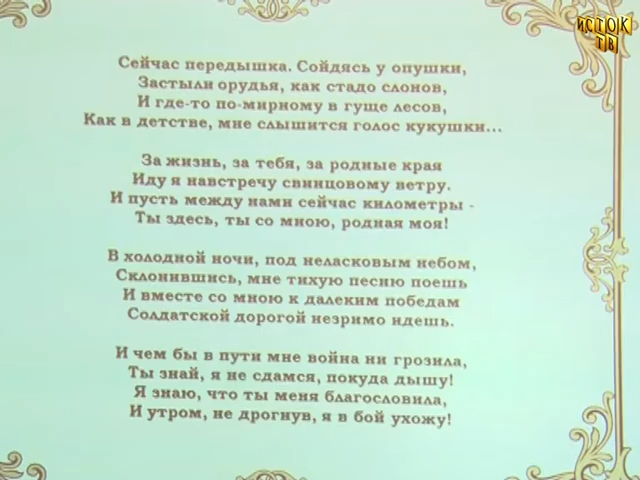 ИСТОК
ТВ
Сейчас передышка. Сойдясь у опушки,
Застыли орудья, как стадо слонов,
И где-то по-мирному в гуще лесов,
Как в детстве, мне слышится голос кукушки...
За жизнь, за тебя, за родные края
Иду я навстречу свинцовому ветру.
И пусть между нами сейчас километры -
Ты здесь, ты со мною, родная моя!
В холодной ночи, под неласковым небом,
Склонившись, мне тихую песню поешь
И вместе со мною к далеким победам
Солдатской дорогой незримо идешь.
И чем бы в пути мне война ни грозила,
Ты знай, я не сдамся, покуда дышу!
Я знаю, что ты меня благословила,
И утром, не дрогнув, я в бой ухожу!